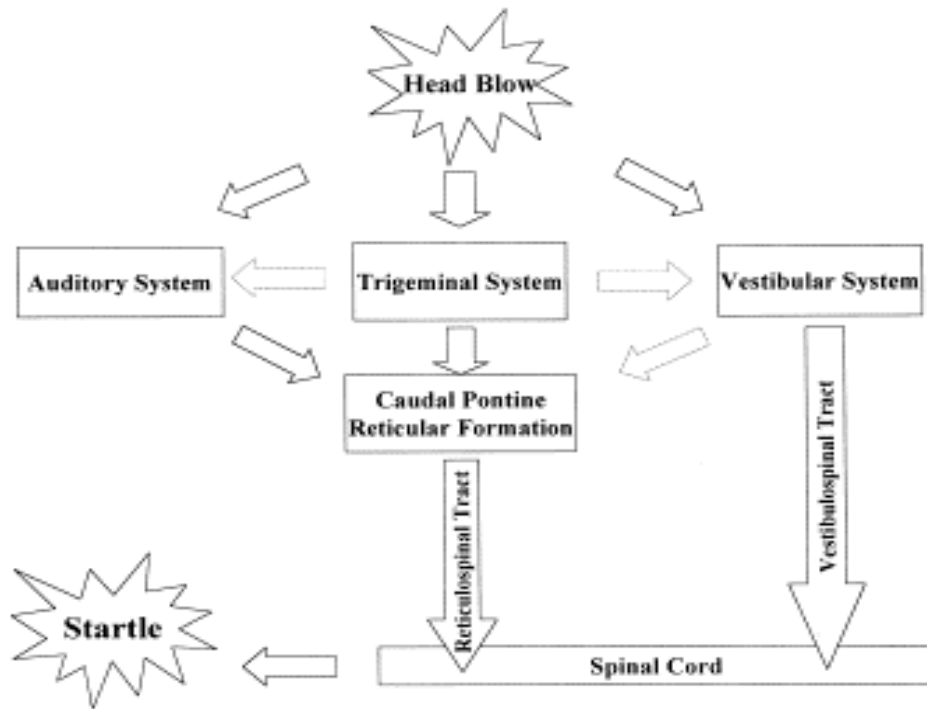 Head Blow
Auditory System
Trigeminal System
Vestibular System
Caudal Pontine
Reticular Formation
Reticulospinal Tract
Vestibulospinal Tract
Startle
Spinal Cord